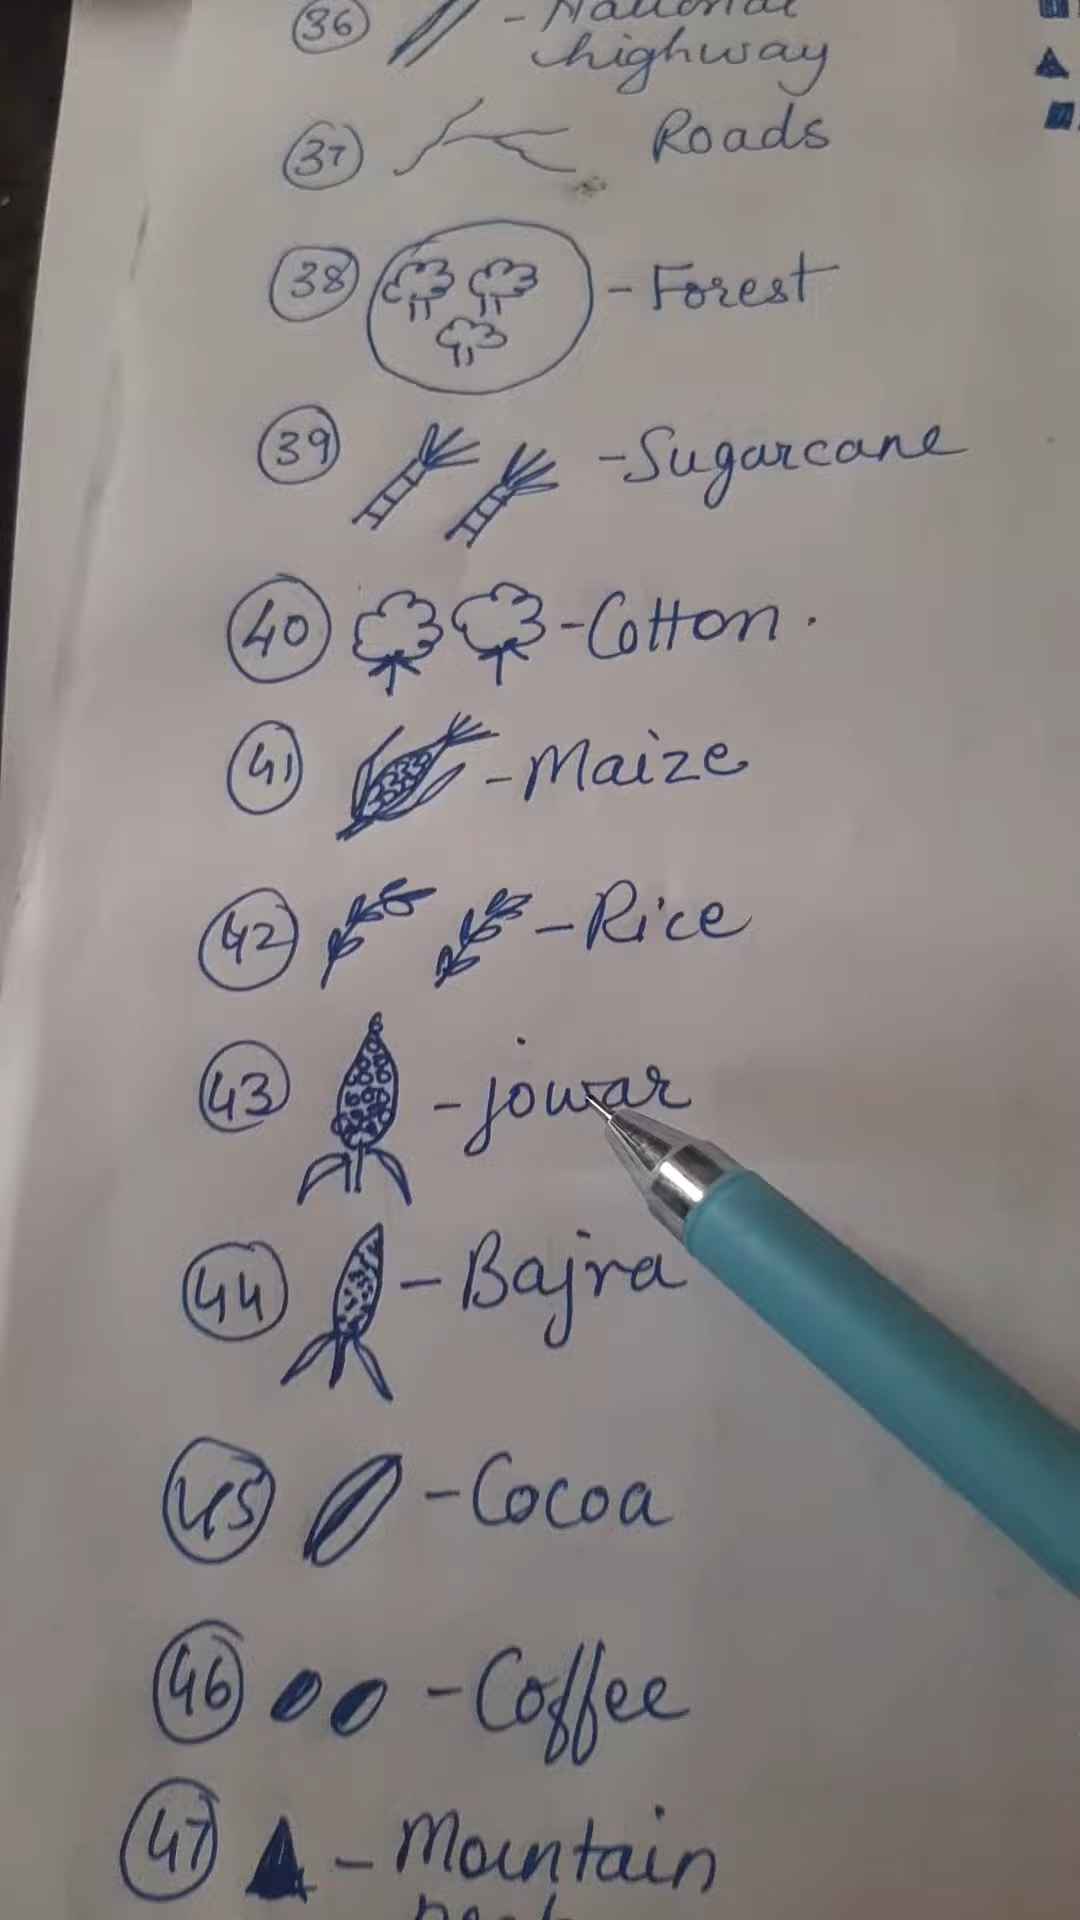 36 - National
highway
37 Roads
38 - Forest
39 - Sugarcane
40 - Cotton.
41 - Maize
42 - Rice
43 - jowar
44 - Bajra
45 - Cocoa
46 - Coffee
47 - Mountain